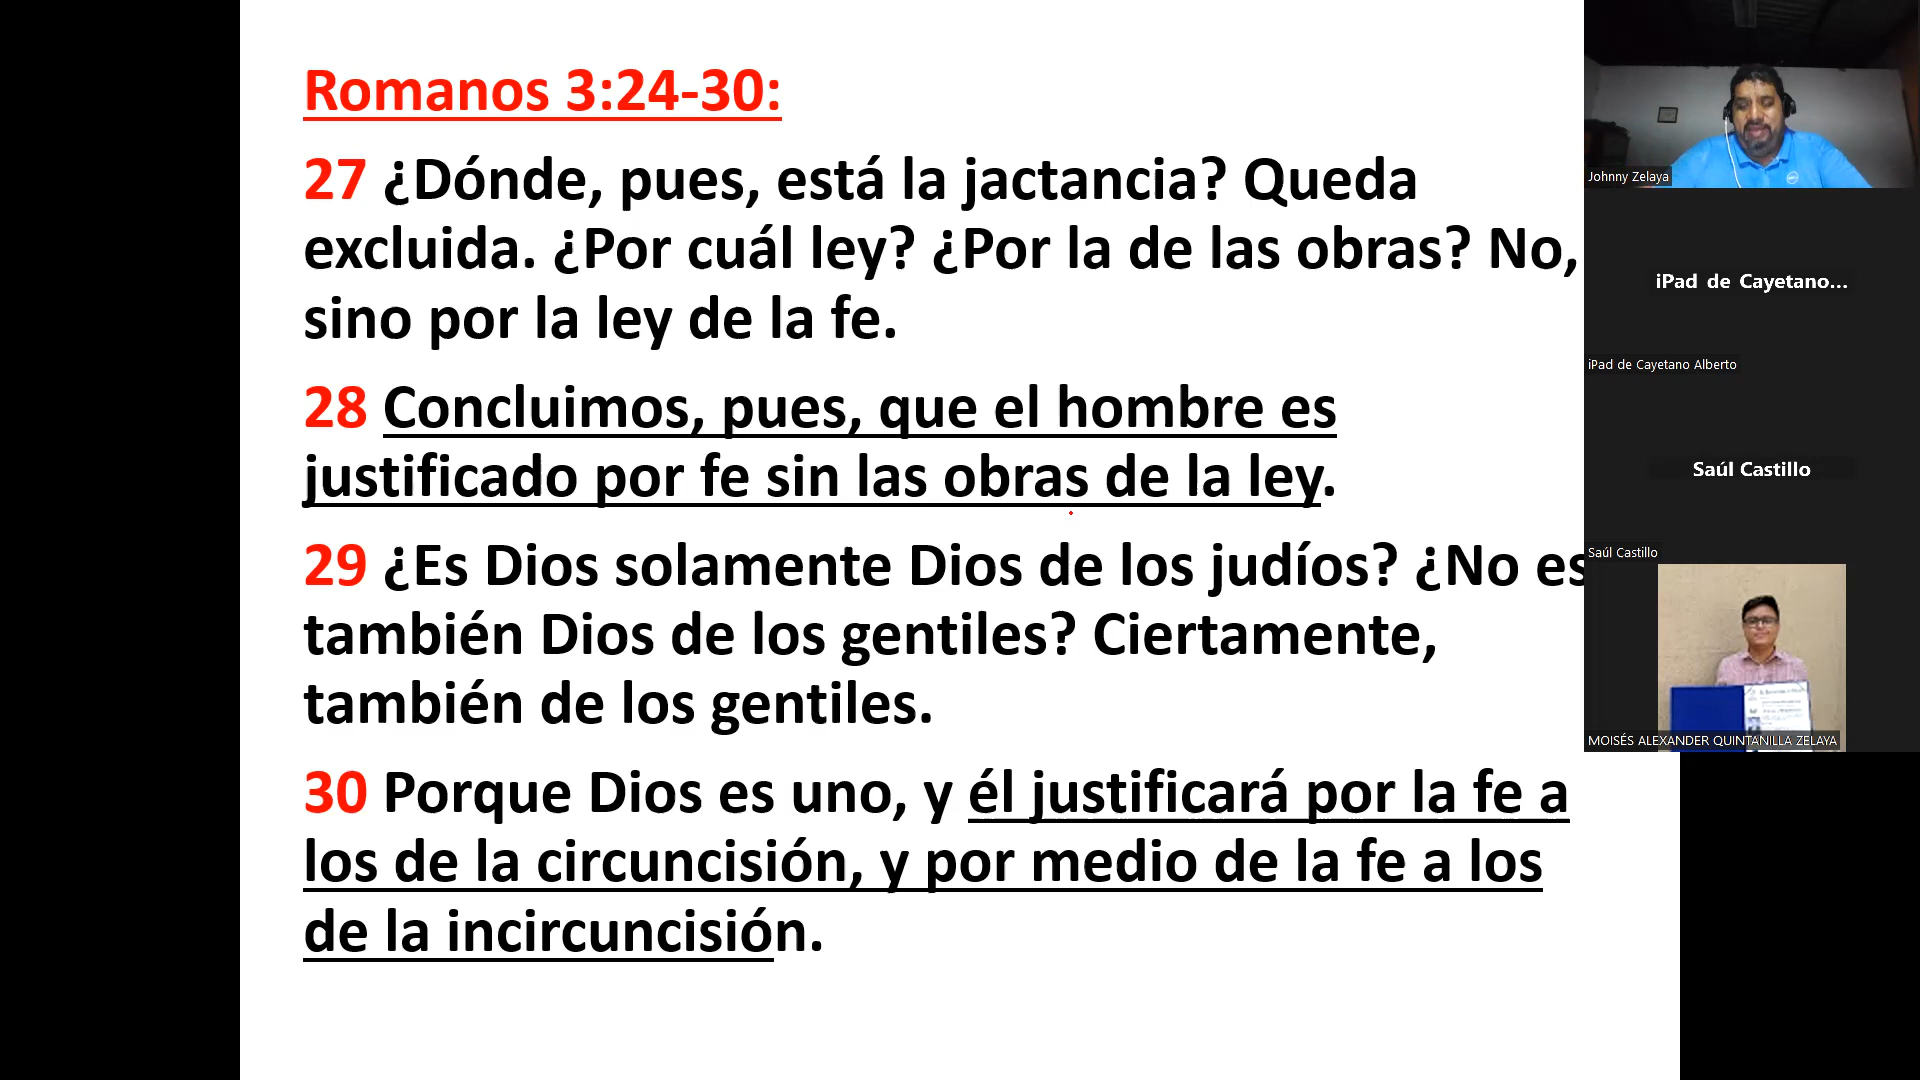 Romanos 3:24-30:
27 ¿Dónde, pues, está la jactancia? Queda
excluida. ¿Por cuál ley? ¿Por la de las obras? No,
sino por la ley de la fe.
28 Concluimos, pues, que el hombre es
justificado por fe sin las obras de la ley.
29 ¿Es Dios solamente Dios de los judíos? ¿No es
también Dios de los gentiles? Ciertamente,
también de los gentiles.
30 Porque Dios es uno, y él justificará por la fe a
los de la circuncisión, y por medio de la fe a los
de la incircuncisión.
Johnny Zelaya
iPad de Cayetano...
iPad de Cayetano Alberto
Saúl Castillo
Saúl Castillo
MOISÉS ALEXANDER QUINTANILLA ZELAYA